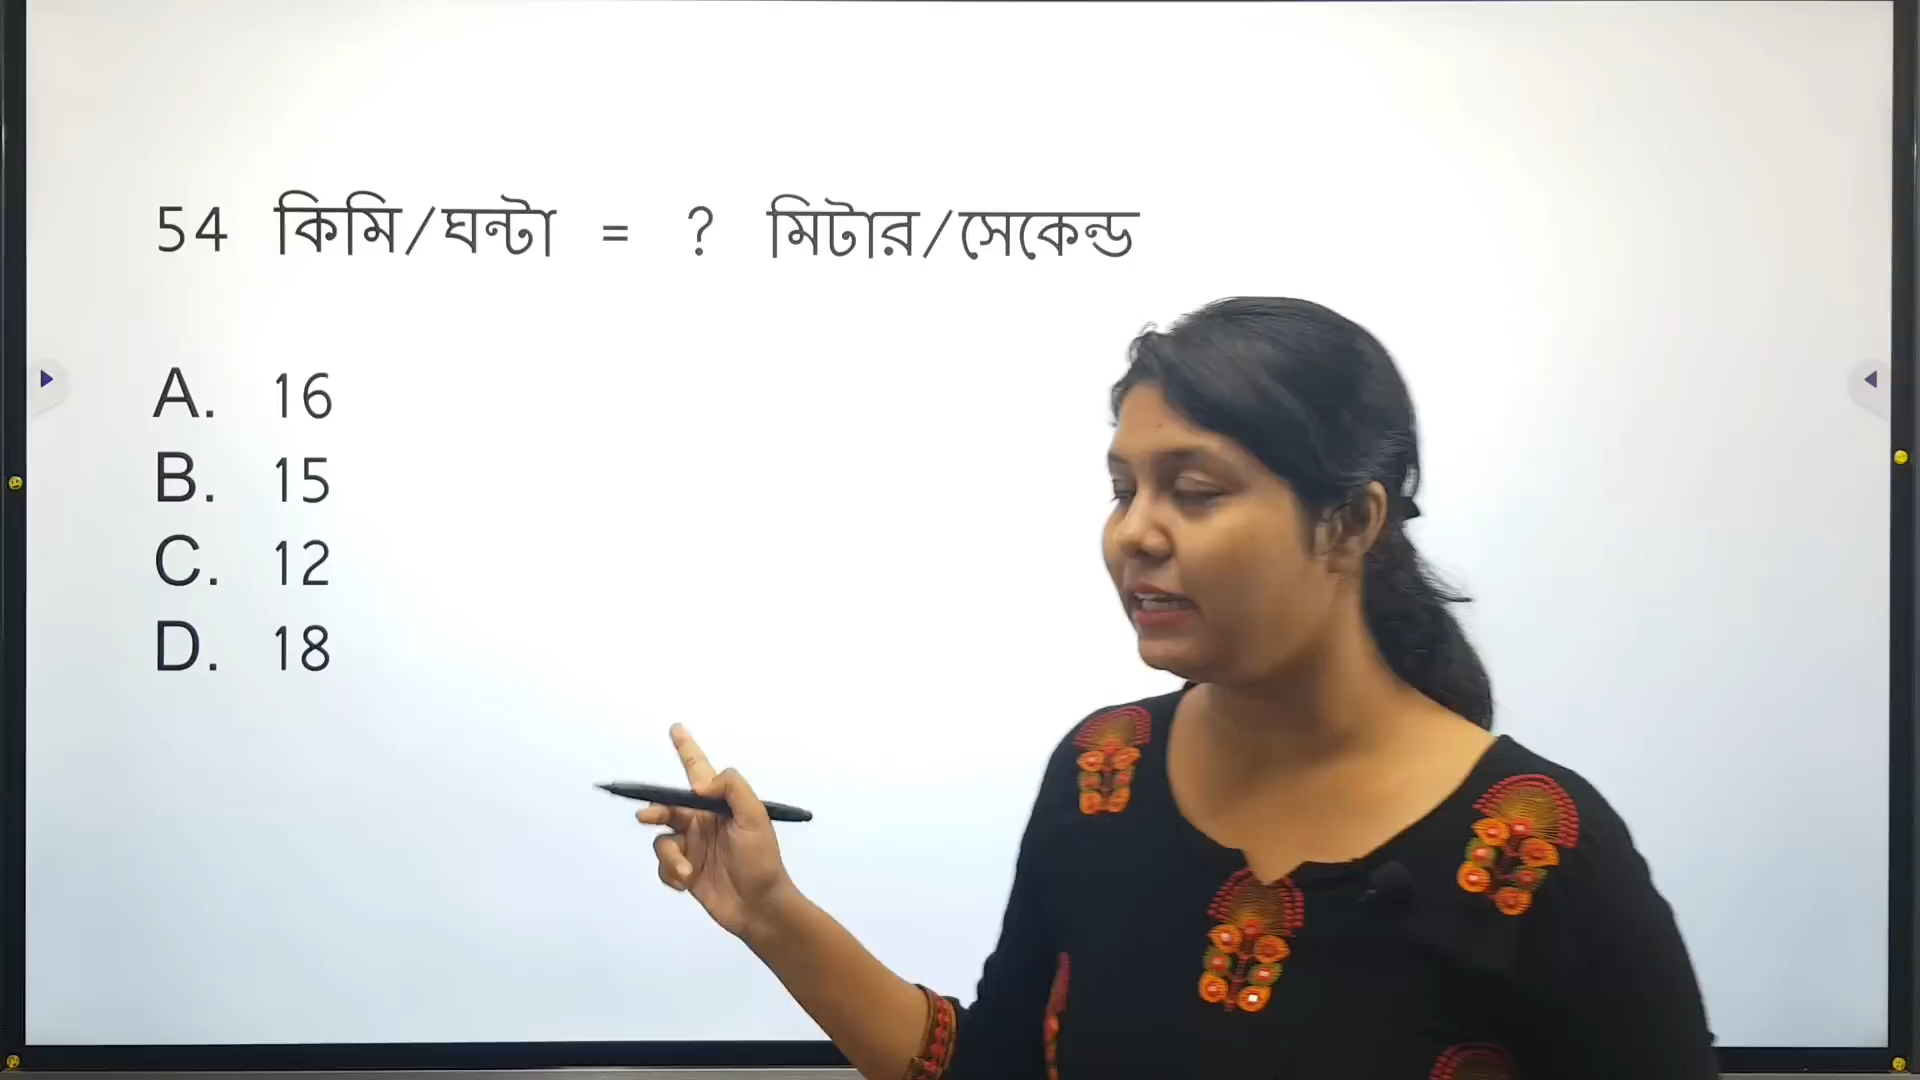 54 কিমি/ঘন্টা = ? মিটার/সেকেন্ড
A. 16
B. 15
C. 12
D. 18